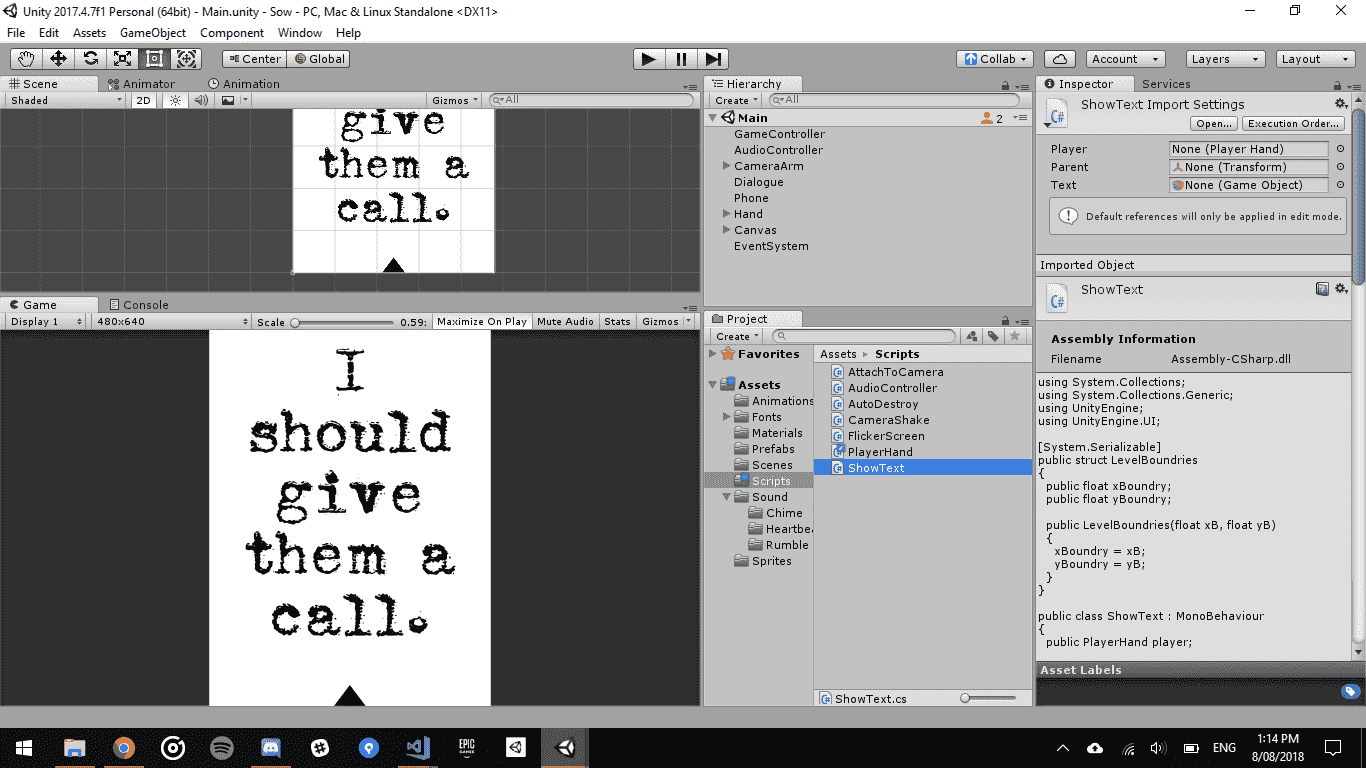 Unity 2017.4.7f1 Personal (64bit) - Main.unity - Sow - PC, Mac & Linux Standalone <DX11>
File Edit Assets GameObject Component Window Help
Center Global Collab Account Layers Layout
Scene Animator Animation
Shaded 2D Gizmos All
give
them a
call.
Game Console
Display 1 480x640 Scale 0.59: Maximize On Play Mute Audio Stats Gizmos
I
should
give
them a
call.
Hierarchy
Create All
Main 2
GameController
AudioController
CameraArm
Dialogue
Phone
Hand
Canvas
EventSystem
Project
Create
Favorites
Assets
Animations
Fonts
Materials
Prefabs
Scenes
Scripts
Sound
Chime
Heartbea
Rumble
Sprites
Assets Scripts
AttachToCamera
AudioController
AutoDestroy
CameraShake
FlickerScreen
PlayerHand
ShowText
ShowText.cs
Inspector Services
ShowText Import Settings
Open... Execution Order...
Player None (Player Hand)
Parent None (Transform)
Text None (Game Object)
Default references will only be applied in edit mode.
Imported Object
ShowText
Assembly Information
Filename Assembly-CSharp.dll
using System.Collections;
using System.Collections.Generic;
using UnityEngine;
using UnityEngine.UI;
[System.Serializable]
public struct LevelBoundries
{
public float xBoundry;
public float yBoundry;
public LevelBoundries(float xB, float yB)
{
xBoundry = xB;
yBoundry = yB;
}
}
public class ShowText : MonoBehaviour
{
public PlayerHand player;
Asset Labels
EPIC
GAMES
ENG
1:14 PM
8/08/2018